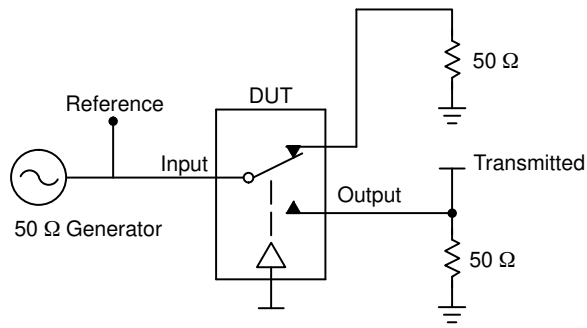 50 Ω
Reference
DUT
Input
Transmitted
Output
50 Ω Generator
50 Ω